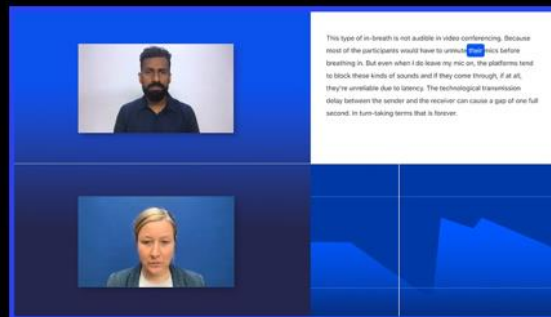 This type of in-breath is not audible in video conferencing. Because
most of the participants would have to unmute their mics before
breathing in. But even when I do leave my mic on, the platforms tend
to block these kinds of sounds and if they come through, if at all,
they're unreliable due to latency. The technological transmission
delay between the sender and the receiver can cause a gap of one full
second. In turn-taking terms that is forever.